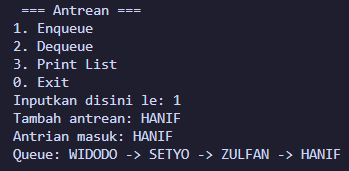 === Antrean ===
1. Enqueue
2. Dequeue
3. Print List
0. Exit
Inputkan disini le: 1
Tambah antrean: HANIF
Antrian masuk: HANIF
Queue: WIDODO -> SETYO -> ZULFAN -> HANIF